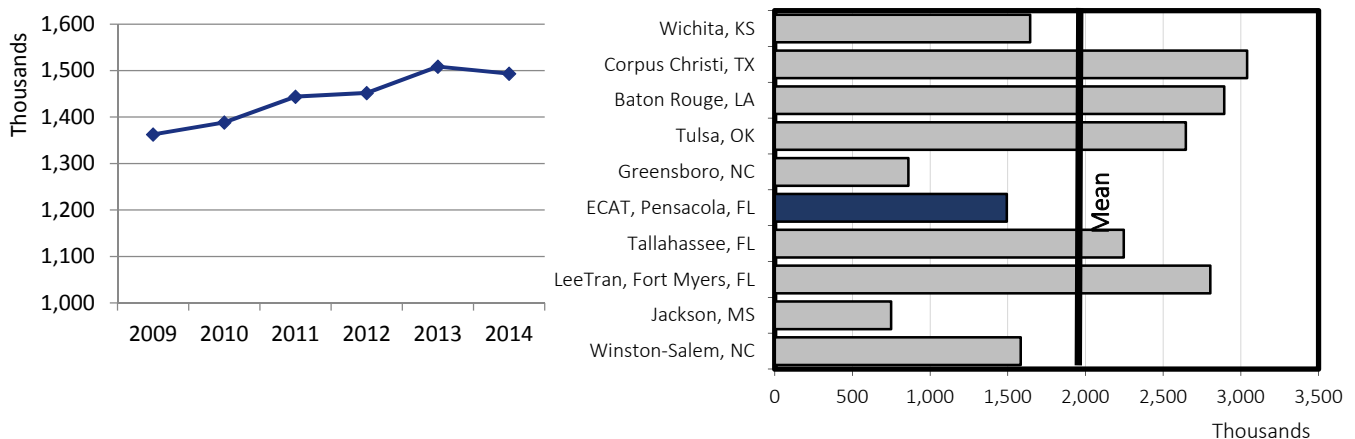 Thousands
1,600
1,500
1,400
1,300
1,200
1,100
1,000
2009 2010 2011 2012 2013 2014
Wichita, KS
Corpus Christi, TX
Baton Rouge, LA
Tulsa, OK
Greensboro, NC
ECAT, Pensacola, FL
Tallahassee, FL
LeeTran, Fort Myers, FL
Jackson, MS
Winston-Salem, NC
Mean
0 500 1,000 1,500 2,000 2,500 3,000 3,500
Thousands